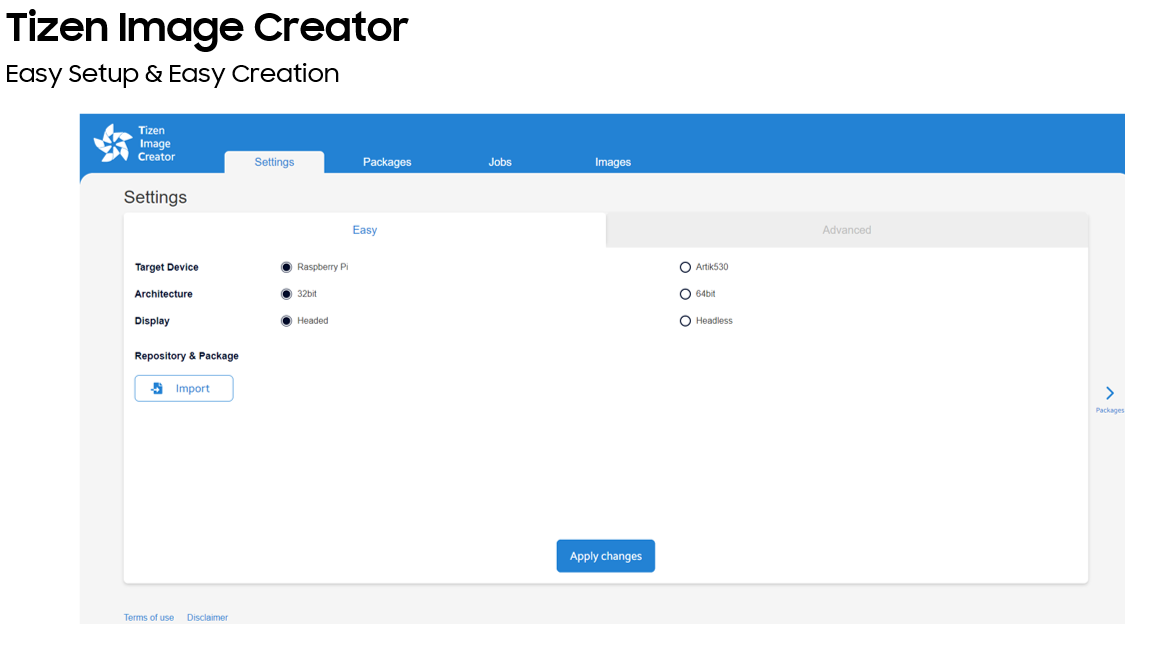 Tizen Image Creator
Easy Setup & Easy Creation
Tizen
Image
Creator
Settings Packages Jobs Images
Settings
Easy Advanced
Target Device Raspberry Pi Artik530
Architecture 32bit 64bit
Display Headed Headless
Repository & Package
Import
Packages
Apply changes
Terms of use Disclaimer